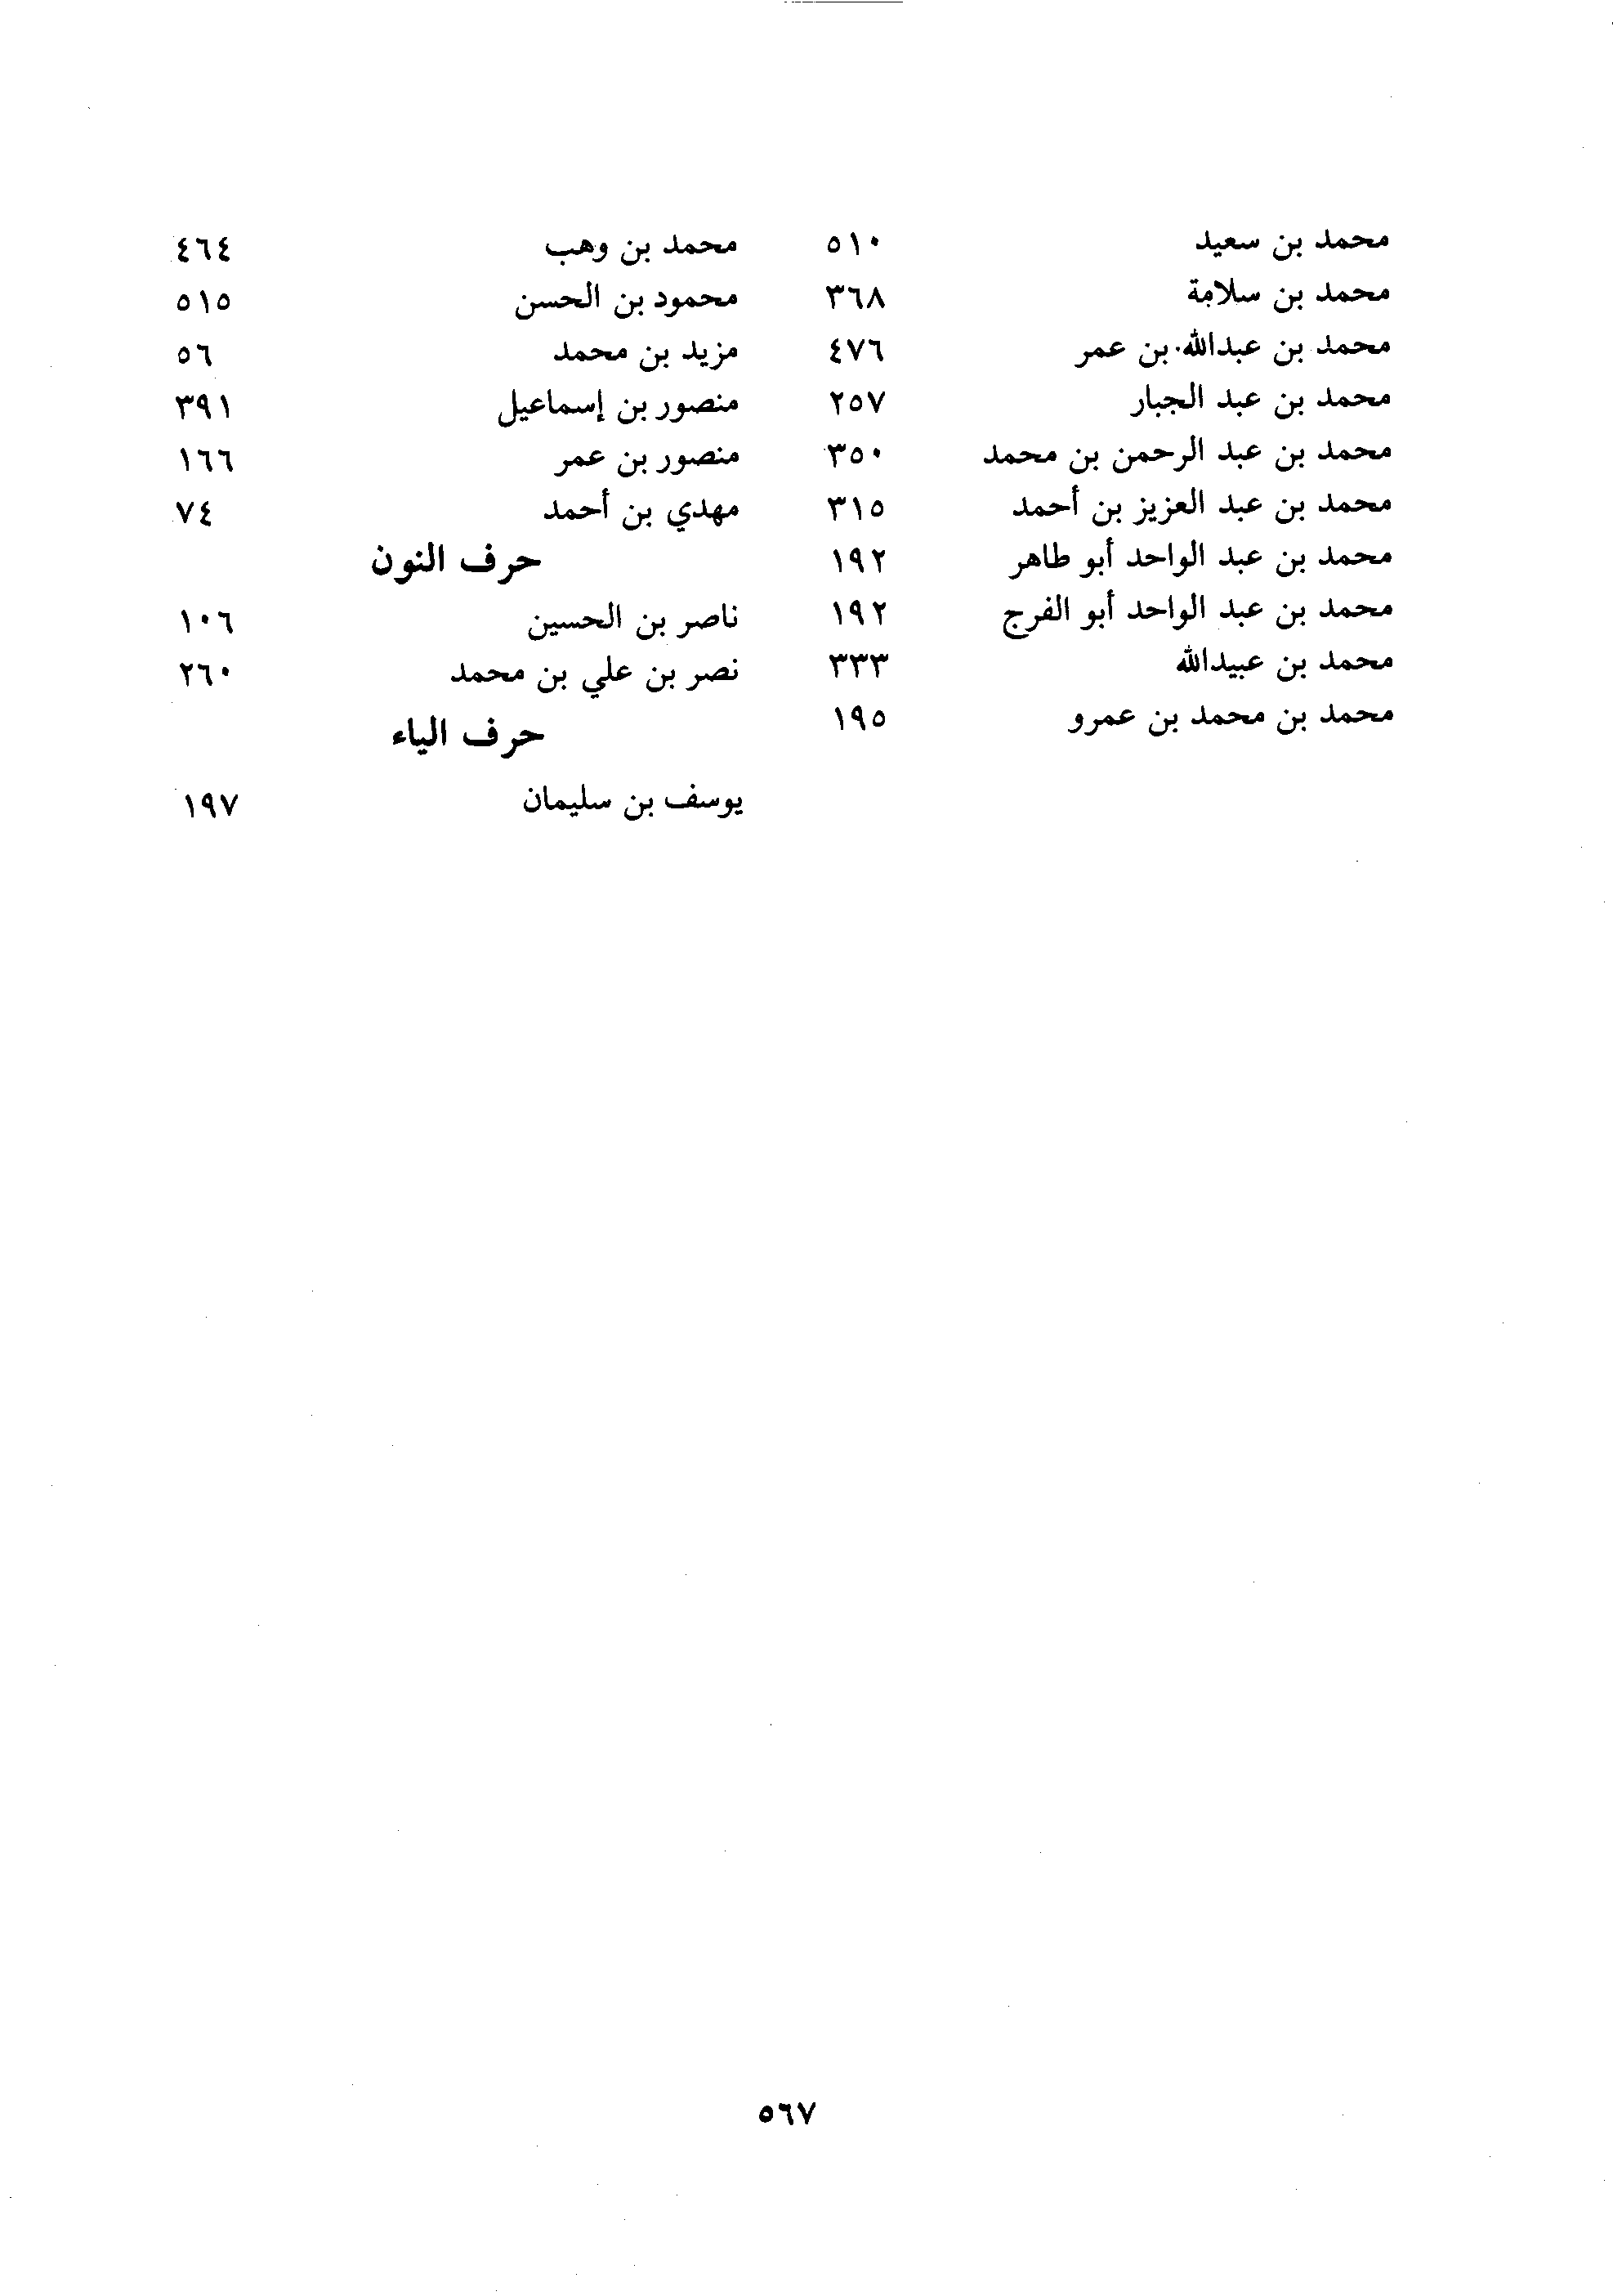 محمد بن سعيد ٥١٠
محمد بن سلامة ٣٦٨
محمد بن عبدالله بن عمر ٤٧٦
محمد بن عبد الجبار ٢٥٧
محمد بن عبد الرحمن بن محمد ٣٥٠
محمد بن عبد العزيز بن أحمد ٣١٥
محمد بن عبد الواحد أبو طاهر ١٩٢
محمد بن عبد الواحد أبو الفرج ١٩٢
محمد بن عبيدالله ٣٣٣
محمد بن محمد بن عمرو ١٩٥
محمد بن وهب ٤٦٤
محمود بن الحسن ٥١٥
مزيد بن محمد ٥٦
منصور بن إسماعيل ٣٩١
منصور بن عمر ١٦٦
مهدي بن أحمد ٧٤
حرف النون
ناصر بن الحسين ١٠٦
نصر بن علي بن محمد ٢٦٠
حرف الياء
يوسف بن سليمان ١٩٧
٥٦٧